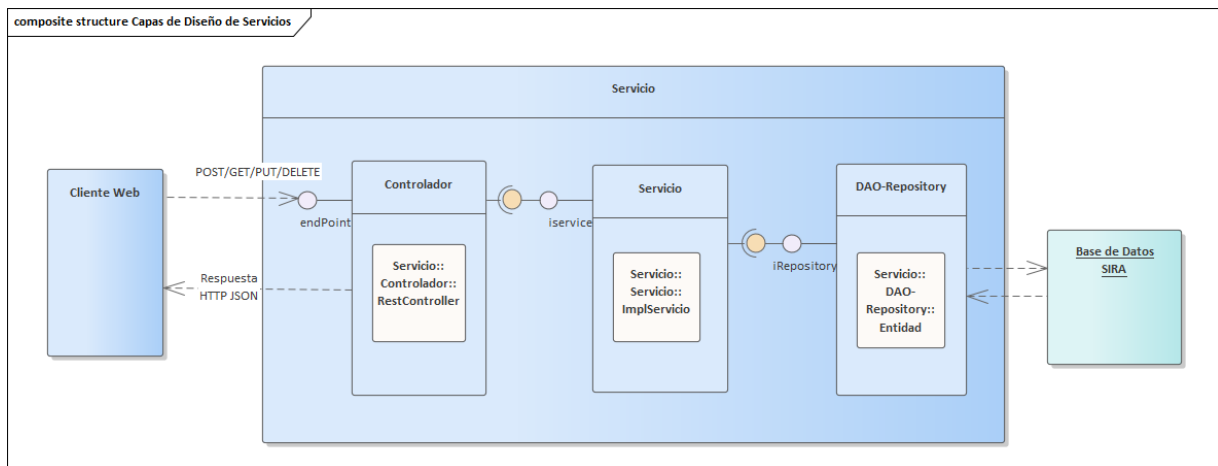 composite structure Capas de Diseño de Servicios
Servicio
Cliente Web
POST/GET/PUT/DELETE
endPoint
Respuesta
HTTP JSON
Controlador
Servicio::
Controlador::
RestController
iservice
Servicio
Servicio::
Servicio::
ImplServicio
iRepository
DAO-Repository
Servicio::
DAO-
Repository::
Entidad
Base de Datos
SIRA